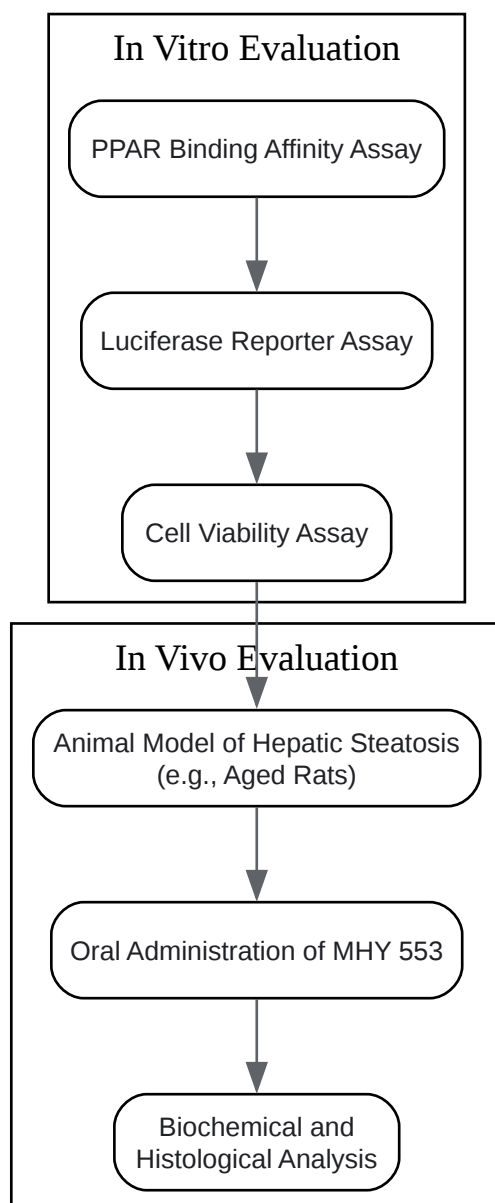 In Vitro Evaluation
PPAR Binding Affinity Assay
Luciferase Reporter Assay
Cell Viability Assay
In Vivo Evaluation
Animal Model of Hepatic Steatosis
(e.g., Aged Rats)
Oral Administration of MHY 553
Biochemical and
Histological Analysis